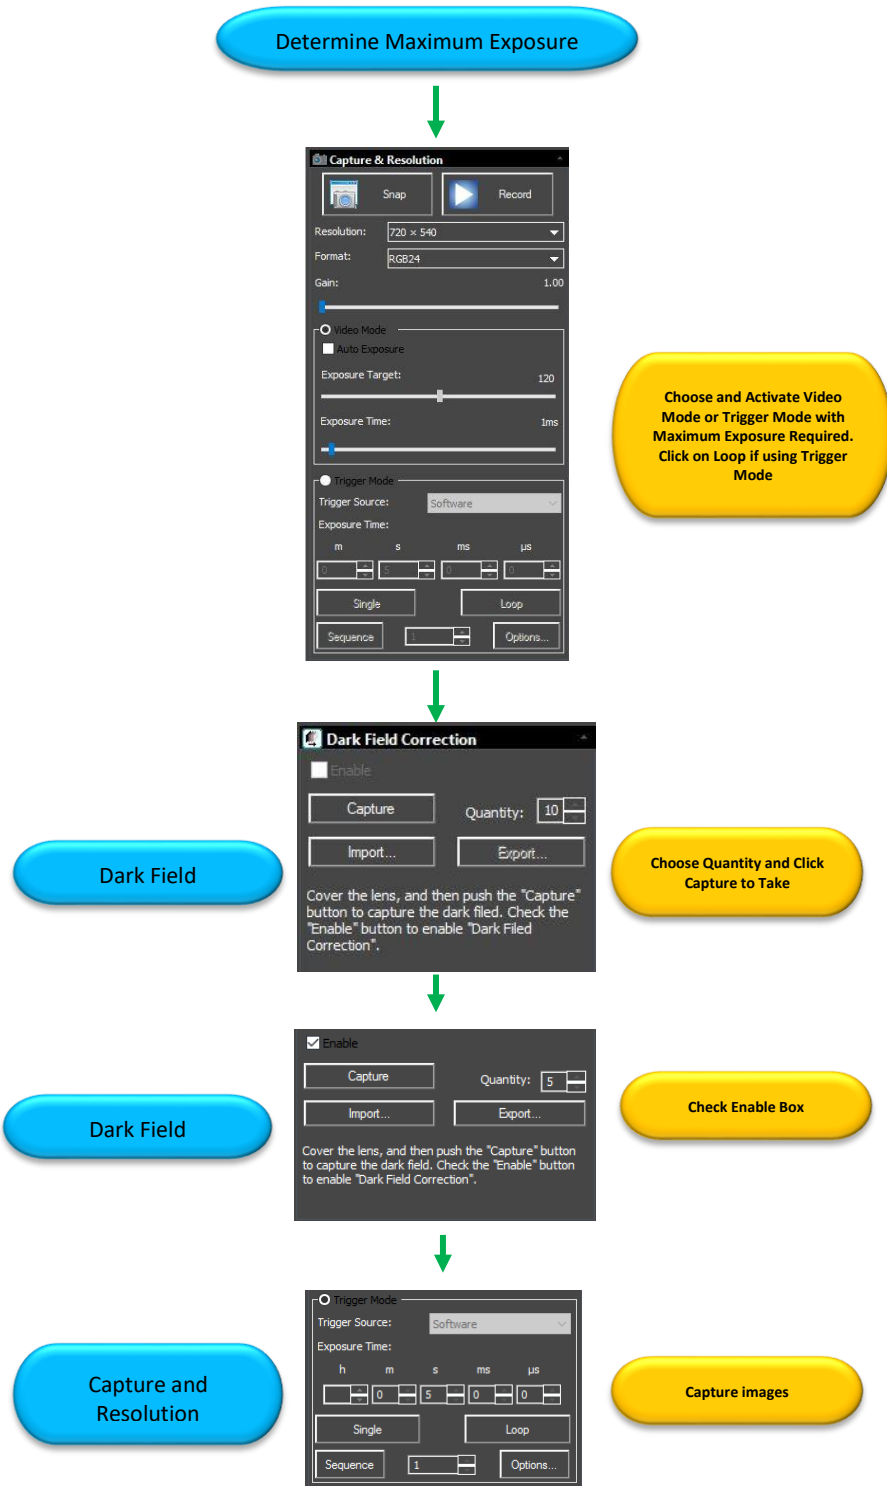 Determine Maximum Exposure
Capture & Resolution
Snap
Record
Resolution:
720 × 540
Format:
RGB24
Gain:
1.00
Video Mode
Auto Exposure
Exposure Target:
120
Exposure Time:
1ms
Choose and Activate Video
Mode or Trigger Mode with
Maximum Exposure Required.
Click on Loop if using Trigger
Mode
Trigger Mode
Trigger Source:
Software
Exposure Time:
m s ms µs
0 5 0 0
Single
Loop
Sequence
1
Options...
Dark Field Correction
Enable
Capture
Quantity: 10
Import...
Export...
Cover the lens, and then push the "Capture"
button to capture the dark filed. Check the
"Enable" button to enable "Dark Filed
Correction".
Dark Field
Choose Quantity and Click
Capture to Take
Enable
Capture
Quantity: 5
Import...
Export...
Cover the lens, and then push the "Capture" button
to capture the dark field. Check the "Enable" button
to enable "Dark Field Correction".
Dark Field
Check Enable Box
Trigger Mode
Trigger Source:
Software
Exposure Time:
h m s ms µs
0 5 0 0
Single
Loop
Sequence
1
Options...
Capture and
Resolution
Capture images